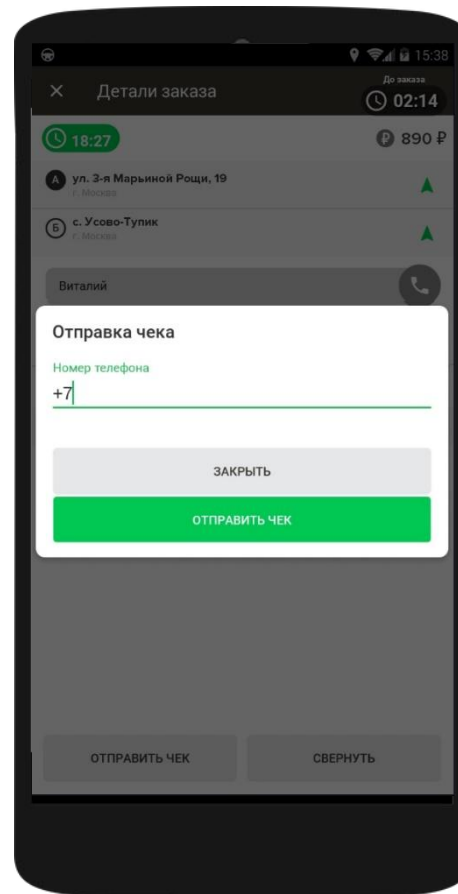 15:38
Детали заказа
До заказа
02:14
18:27
890 ₽
А
ул. 3-я Марьиной Рощи, 19
г. Москва
Б
с. Усово-Тупик
г. Москва
Виталий
Отправка чека
Номер телефона
+7
ЗАКРЫТЬ
ОТПРАВИТЬ ЧЕК
ОТПРАВИТЬ ЧЕК
СВЕРНУТЬ